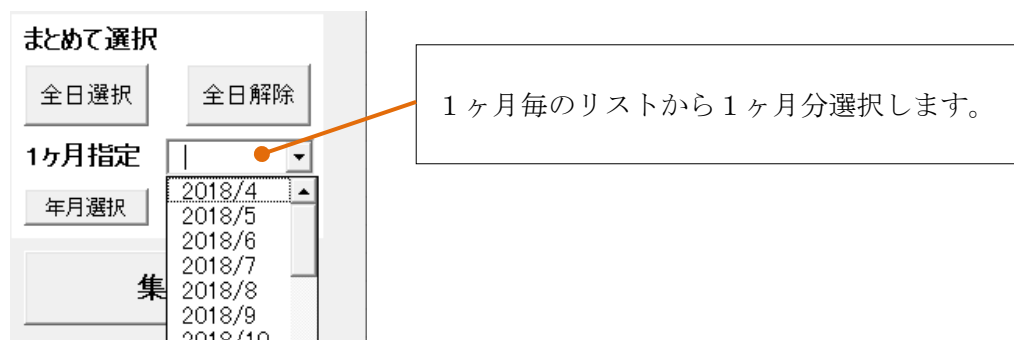 まとめて選択
全日選択
全日解除
1ヶ月指定
年月選択
2018/4
2018/5
2018/6
2018/7
2018/8
2018/9
2018/10
集
1ヶ月毎のリストから1ヶ月分選択します。